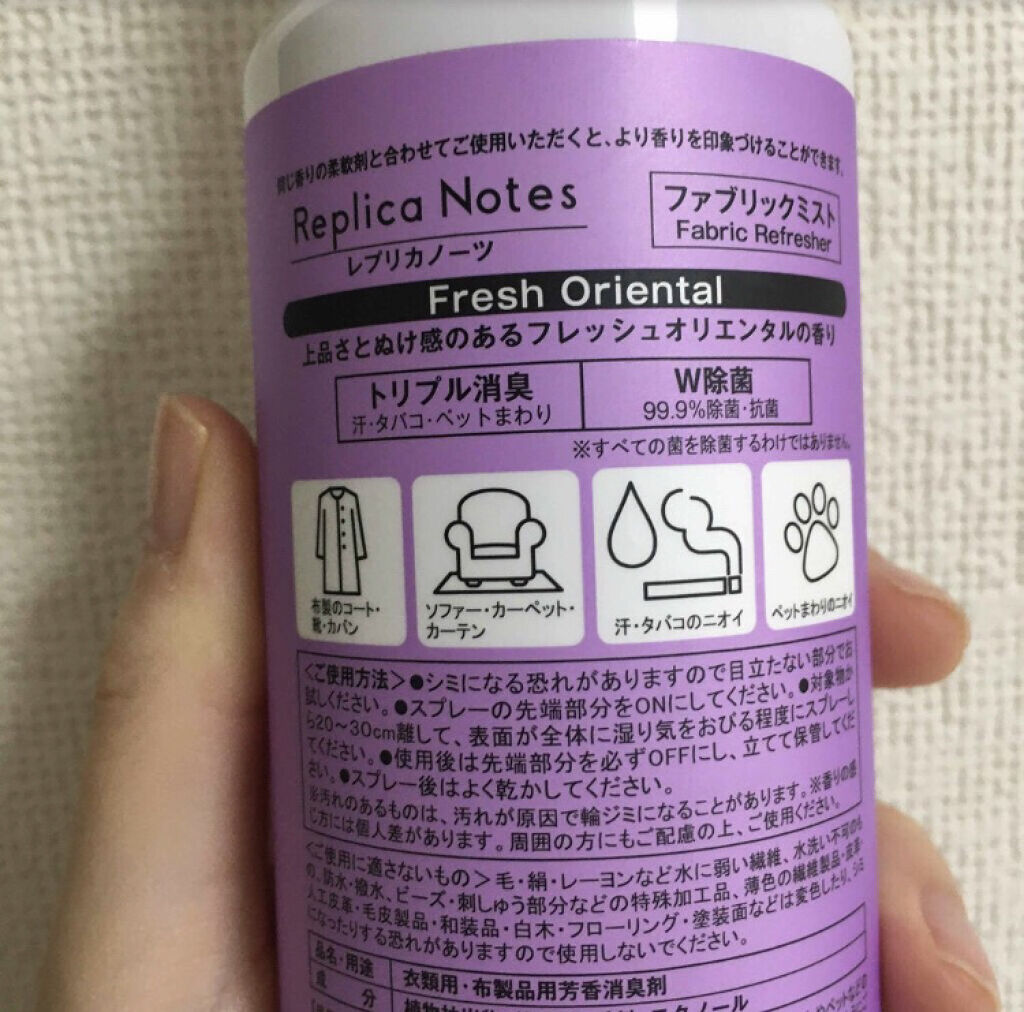 同じ香りの柔軟剤と合わせてご使用いただくと、より香りを印象づけることができます。
Replica Notes
レプリカノーツ
ファブリックミスト
Fabric Refresher
Fresh Oriental
上品さとぬけ感のあるフレッシュオリエンタルの香り
トリプル消臭
汗・タバコ・ペットまわり
W除菌
99.9%除菌・抗菌
※すべての菌を除菌するわけではありません。
布製のコート・
靴・カバン
ソファー・カーペット・
カーテン
汗・タバコのニオイ
ペットまわりのニオイ
<ご使用方法>●シミになる恐れがありますので目立たない部分でお
試しください。●スプレーの先端部分をONにしてください。●対象物か
ら20〜30cm離して、表面が全体に湿り気をおびる程度にスプレーし
てください。●使用後は先端部分を必ずOFFにし、立てて保管してくだ
さい。●スプレー後はよく乾かしてください。
※汚れのあるものは、汚れが原因で輪ジミになることがあります。※香りの感
じ方には個人差があります。周囲の方にもご配慮の上、ご使用ください。
<ご使用に適さないもの>毛・絹・レーヨンなど水に弱い繊維、水洗い不可のも
の、防水・撥水、ビーズ・刺しゅう部分などの特殊加工品、薄色の繊維製品・皮革・
人工皮革・毛皮製品・和装品・白木・フローリング・塗装面などは変色したり、シミ
になったりする恐れがありますので使用しないでください。
品名・用途
衣類用・布製品用芳香消臭剤
成 分